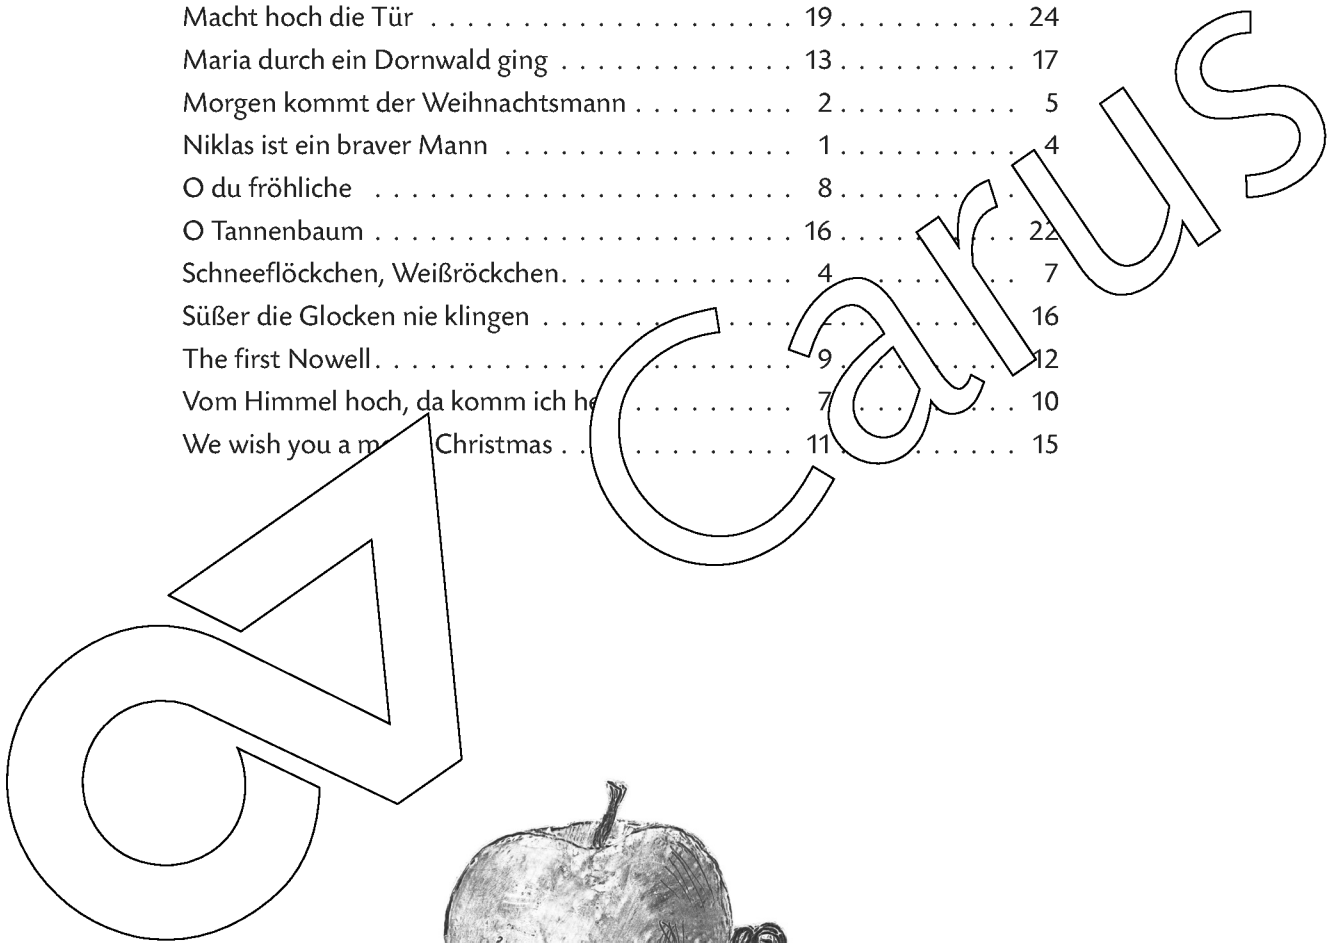 Macht hoch die Tür . . . . . . . . . . . . . . . . . . . . 19 . . . . . . . . . . 24
Maria durch ein Dornwald ging . . . . . . . . . . . . . 13 . . . . . . . . . . 17
Morgen kommt der Weihnachtsmann . . . . . . . . . 2 . . . . . . . . . . 5
Niklas ist ein braver Mann . . . . . . . . . . . . . . . . 1 . . . . . . . . . . 4
O du fröhliche . . . . . . . . . . . . . . . . . . . . . . . 8 . . . . . . . . .
O Tannenbaum . . . . . . . . . . . . . . . . . . . . . . . 16 . . . . . . . . . 22
Schneeflöckchen, Weißröckchen. . . . . . . . . . . . . 4 . . . . . . . . . 7
Süßer die Glocken nie klingen . . . . . . . . . . . . . . . . . . . . . 16
The first Nowell. . . . . . . . . . . . . . . . . . . . . . . 9 . . . . . . . . . 12
Vom Himmel hoch, da komm ich . . . . . . . . . 7 . . . . . . . . 10
We wish you a Christmas . . . . . . . . . . . . 11 . . . . . . 15
Carus